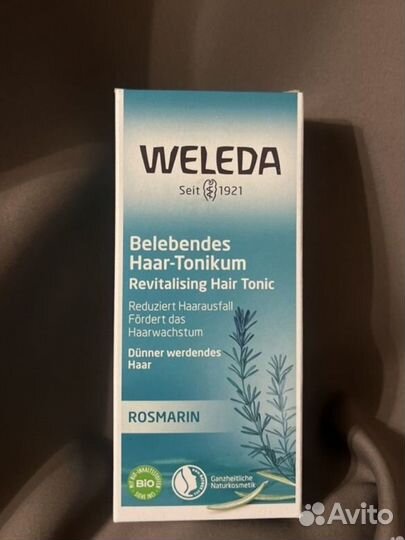 WELEDA
Seit 1921
Belebendes
Haar-Tonikum
Revitalising Hair Tonic
Reduziert Haarausfall
Fördert das
Haarwachstum
Dünner werdendes
Haar
ROSMARIN
BIO
Ganzheitliche
Naturkosmetik
Avito